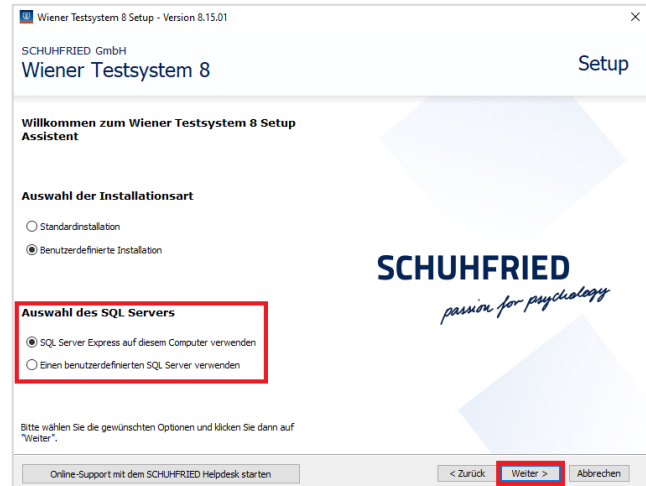 Wiener Testsystem 8 Setup - Version 8.15.01
SCHUHFRIED GmbH
Wiener Testsystem 8
Setup
Willkommen zum Wiener Testsystem 8 Setup
Assistent
Auswahl der Installationsart
Standardinstallation
Benutzerdefinierte Installation
SCHUHFRIED
passion for psychology
Auswahl des SQL Servers
SQL Server Express auf diesem Computer verwenden
Einen benutzerdefinierten SQL Server verwenden
Bitte wählen Sie die gewünschten Optionen und klicken Sie dann auf
"Weiter".
Online-Support mit dem SCHUHFRIED Helpdesk starten
< Zurück
Weiter >
Abbrechen